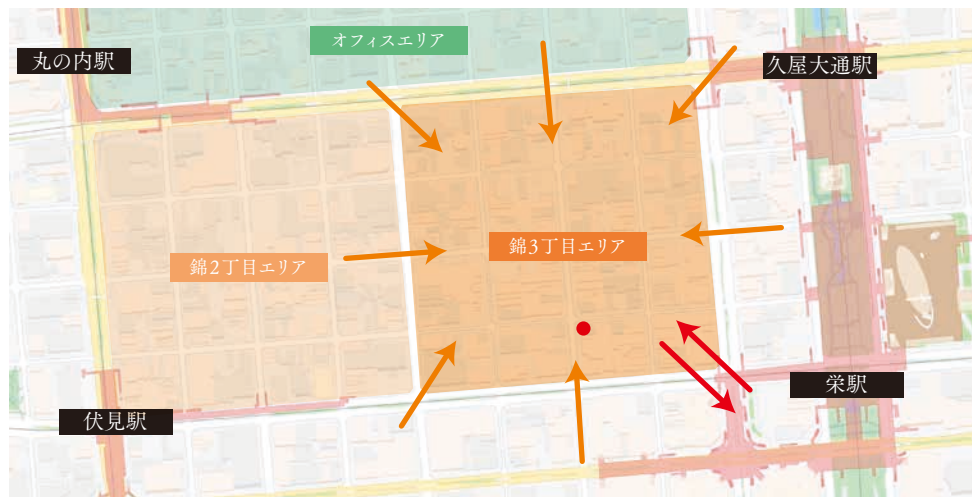 オフィスエリア
丸の内駅
久屋大通駅
錦2丁目エリア
錦3丁目エリア
伏見駅
栄駅